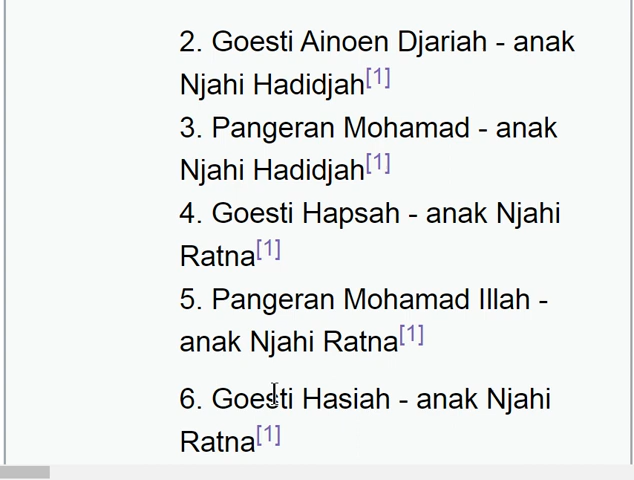 2. Goesti Ainoen Djariah - anak
Njahi Hadidjah[1]
3. Pangeran Mohamad - anak
Njahi Hadidjah[1]
4. Goesti Hapsah - anak Njahi
Ratna[1]
5. Pangeran Mohamad Illah -
anak Njahi Ratna[1]
6. Goesti Hasiah - anak Njahi
Ratna[1]